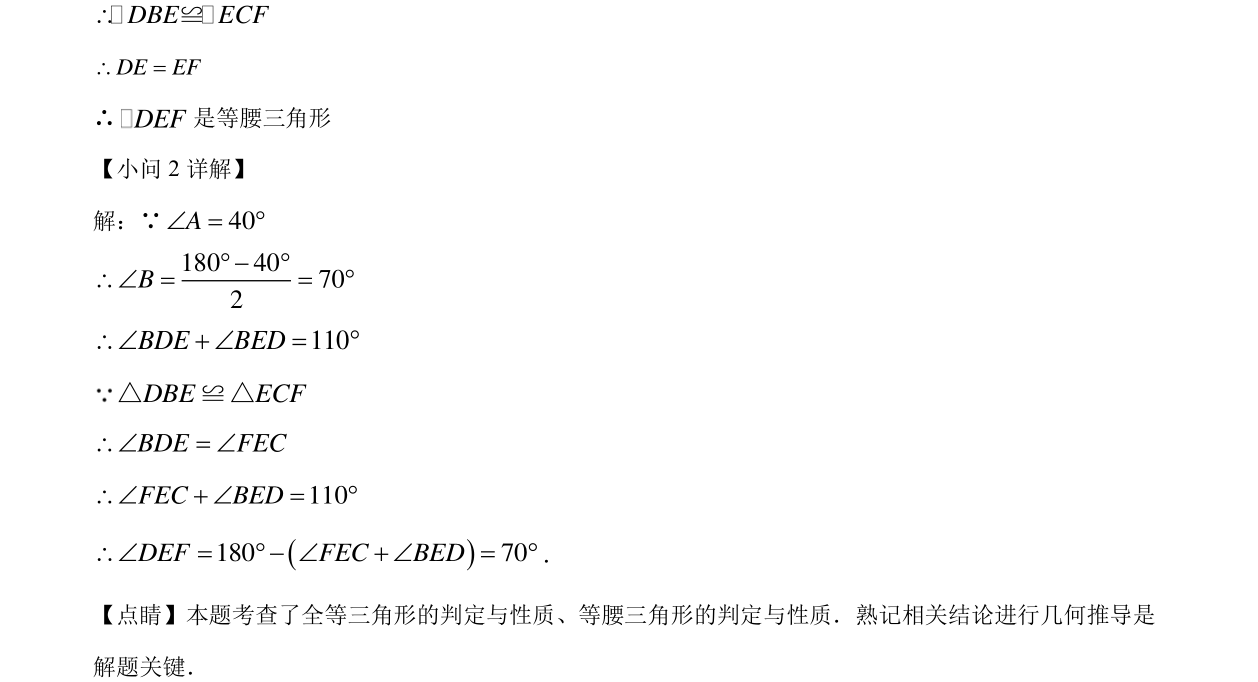 ∴□DBE≌□ECF
∴DE = EF
∴□DEF 是等腰三角形
【小问 2 详解】
解：∵∠A = 40°
∴∠B = (180° − 40°)/2 = 70°
∴∠BDE + ∠BED = 110°
∵△DBE ≌ △ECF
∴∠BDE = ∠FEC
∴∠FEC + ∠BED = 110°
∴∠DEF = 180° − (∠FEC + ∠BED) = 70°．
【点睛】本题考查了全等三角形的判定与性质、等腰三角形的判定与性质．熟记相关结论进行几何推导是
解题关键．